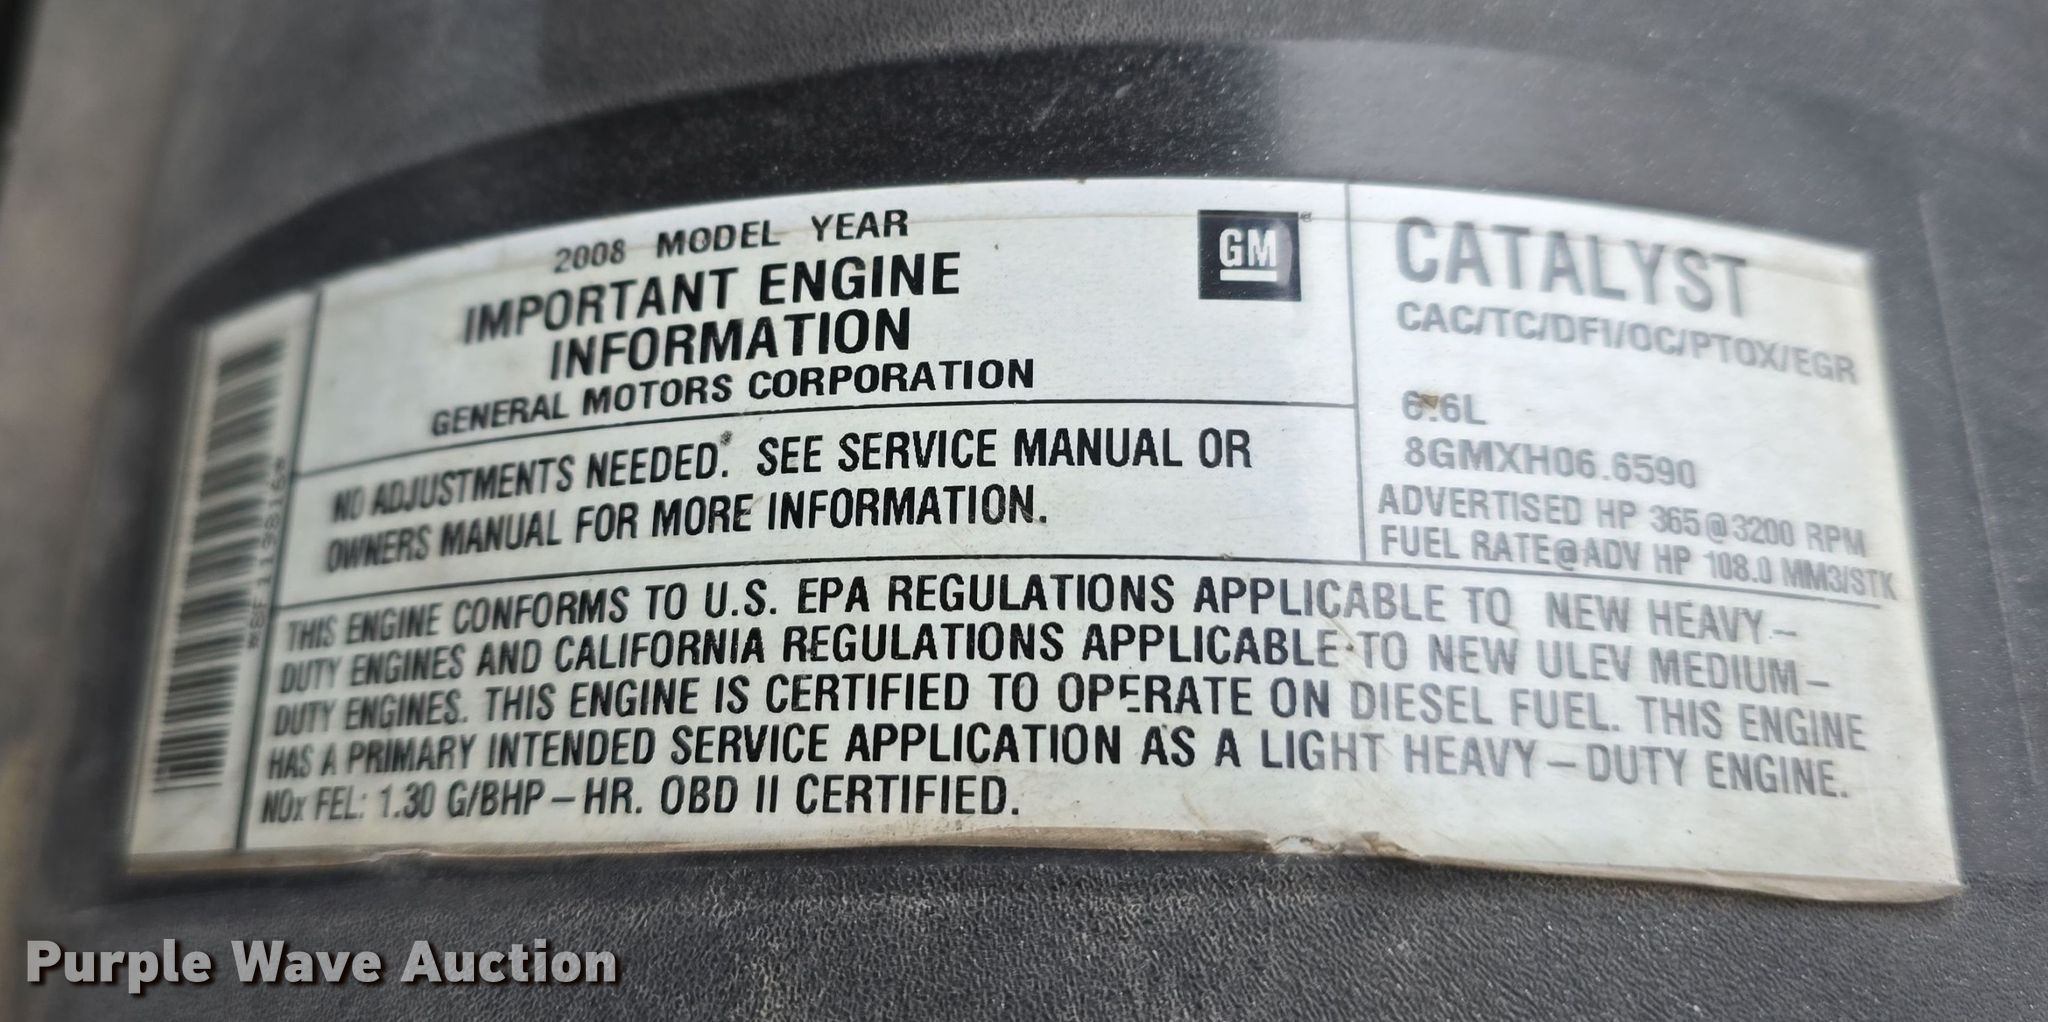 2008 MODEL YEAR
IMPORTANT ENGINE
INFORMATION
GENERAL MOTORS CORPORATION
GM
NO ADJUSTMENTS NEEDED. SEE SERVICE MANUAL OR
OWNERS MANUAL FOR MORE INFORMATION.
CATALYST
CAC/TC/DFI/OC/PTOX/EGR
6.6L
8GMXH06.6590
ADVERTISED HP 365@3200 RPM
FUEL RATE@ADV HP 108.0 MM3/STK
THIS ENGINE CONFORMS TO U.S. EPA REGULATIONS APPLICABLE TO NEW HEAVY-
DUTY ENGINES AND CALIFORNIA REGULATIONS APPLICABLE TO NEW ULEV MEDIUM-
DUTY ENGINES. THIS ENGINE IS CERTIFIED TO OPERATE ON DIESEL FUEL. THIS ENGINE
HAS A PRIMARY INTENDED SERVICE APPLICATION AS A LIGHT HEAVY-DUTY ENGINE.
NOx FEL: 1.30 G/BHP-HR. OBD II CERTIFIED.
Purple Wave Auction